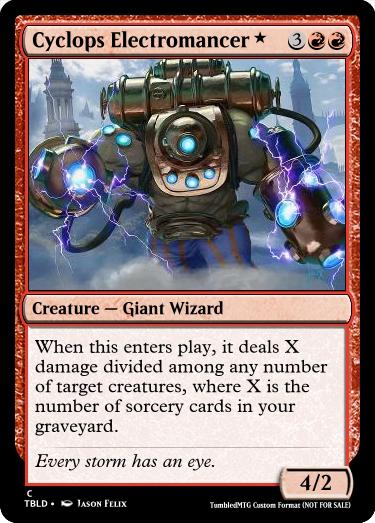 Cyclops Electromancer ★ 3
Creature — Giant Wizard
When this enters play, it deals X
damage divided among any number
of target creatures, where X is the
number of sorcery cards in your
graveyard.
Every storm has an eye.
4/2
C
TBLD • Jason Felix
TumbledMTG Custom Format (NOT FOR SALE)